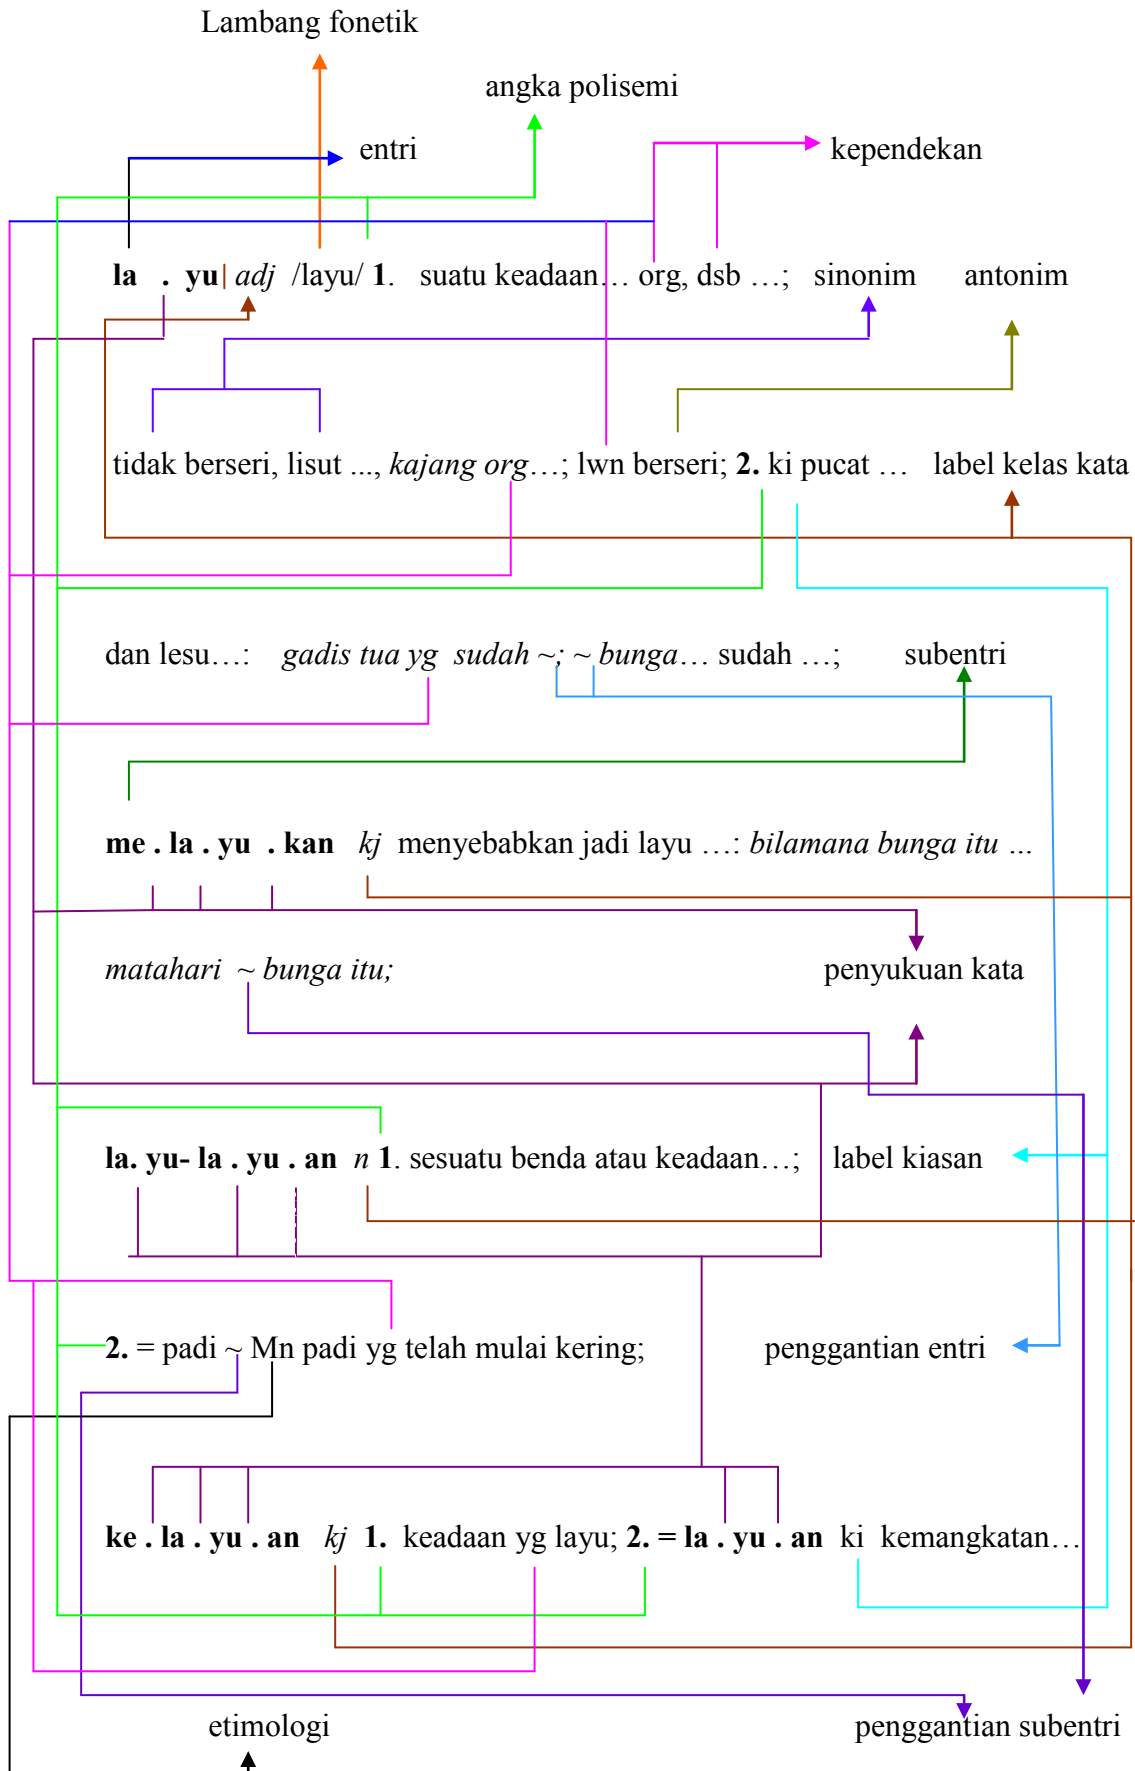 Lambang fonetik
angka polisemi
entri
kependekan
la . yu| adj /layu/ 1. suatu keadaan… org, dsb …; sinonim antonim
tidak berseri, lisut ..., kajang org…; lwn berseri; 2. ki pucat … label kelas kata
dan lesu…: gadis tua yg sudah ~; ~ bunga… sudah …; subentri
me . la . yu . kan kj menyebabkan jadi layu …: bilamana bunga itu ...
matahari ~ bunga itu; penyukuan kata
la. yu- la . yu . an n 1. sesuatu benda atau keadaan…; label kiasan
2. = padi ~ Mn padi yg telah mulai kering; penggantian entri
ke . la . yu . an kj 1. keadaan yg layu; 2. = la . yu . an ki kemangkatan…
etimologi penggantian subentri